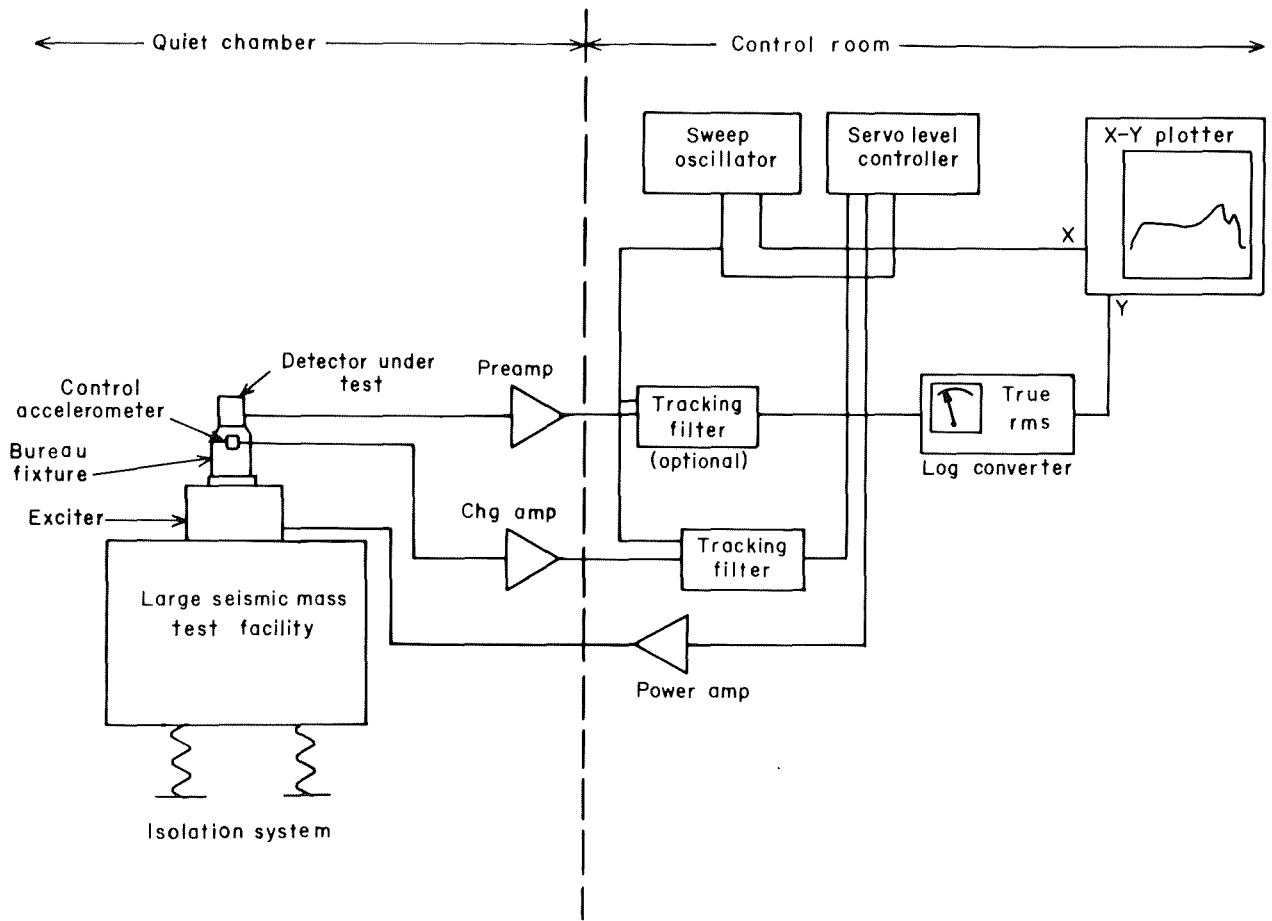 Quiet chamber
Control room
Sweep
oscillator
Servo level
controller
X-Y plotter
X
Y
Detector under
test
Preamp
Control
accelerometer
Tracking
filter
(optional)
True
rms
Log converter
Bureau
fixture
Exciter
Chg amp
Tracking
filter
Large seismic mass
test facility
Power amp
Isolation system